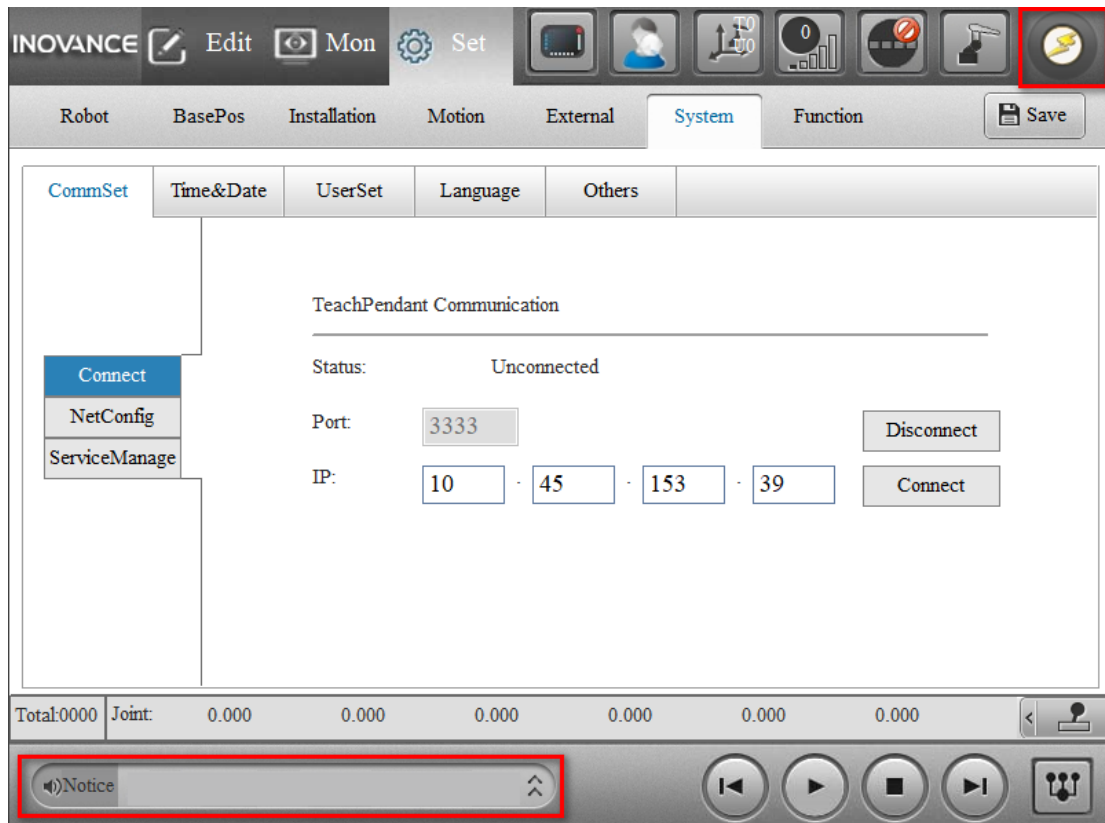 INOVANCE Edit Mon Set T0 U0 0
Robot BasePos Installation Motion External System Function Save
CommSet Time&Date UserSet Language Others
TeachPendant Communication
Status: Unconnected
Connect
NetConfig
ServiceManage
Port: 3333 Disconnect
IP: 10 . 45 . 153 . 39 Connect
Total:0000 Joint: 0.000 0.000 0.000 0.000 0.000 0.000
Notice